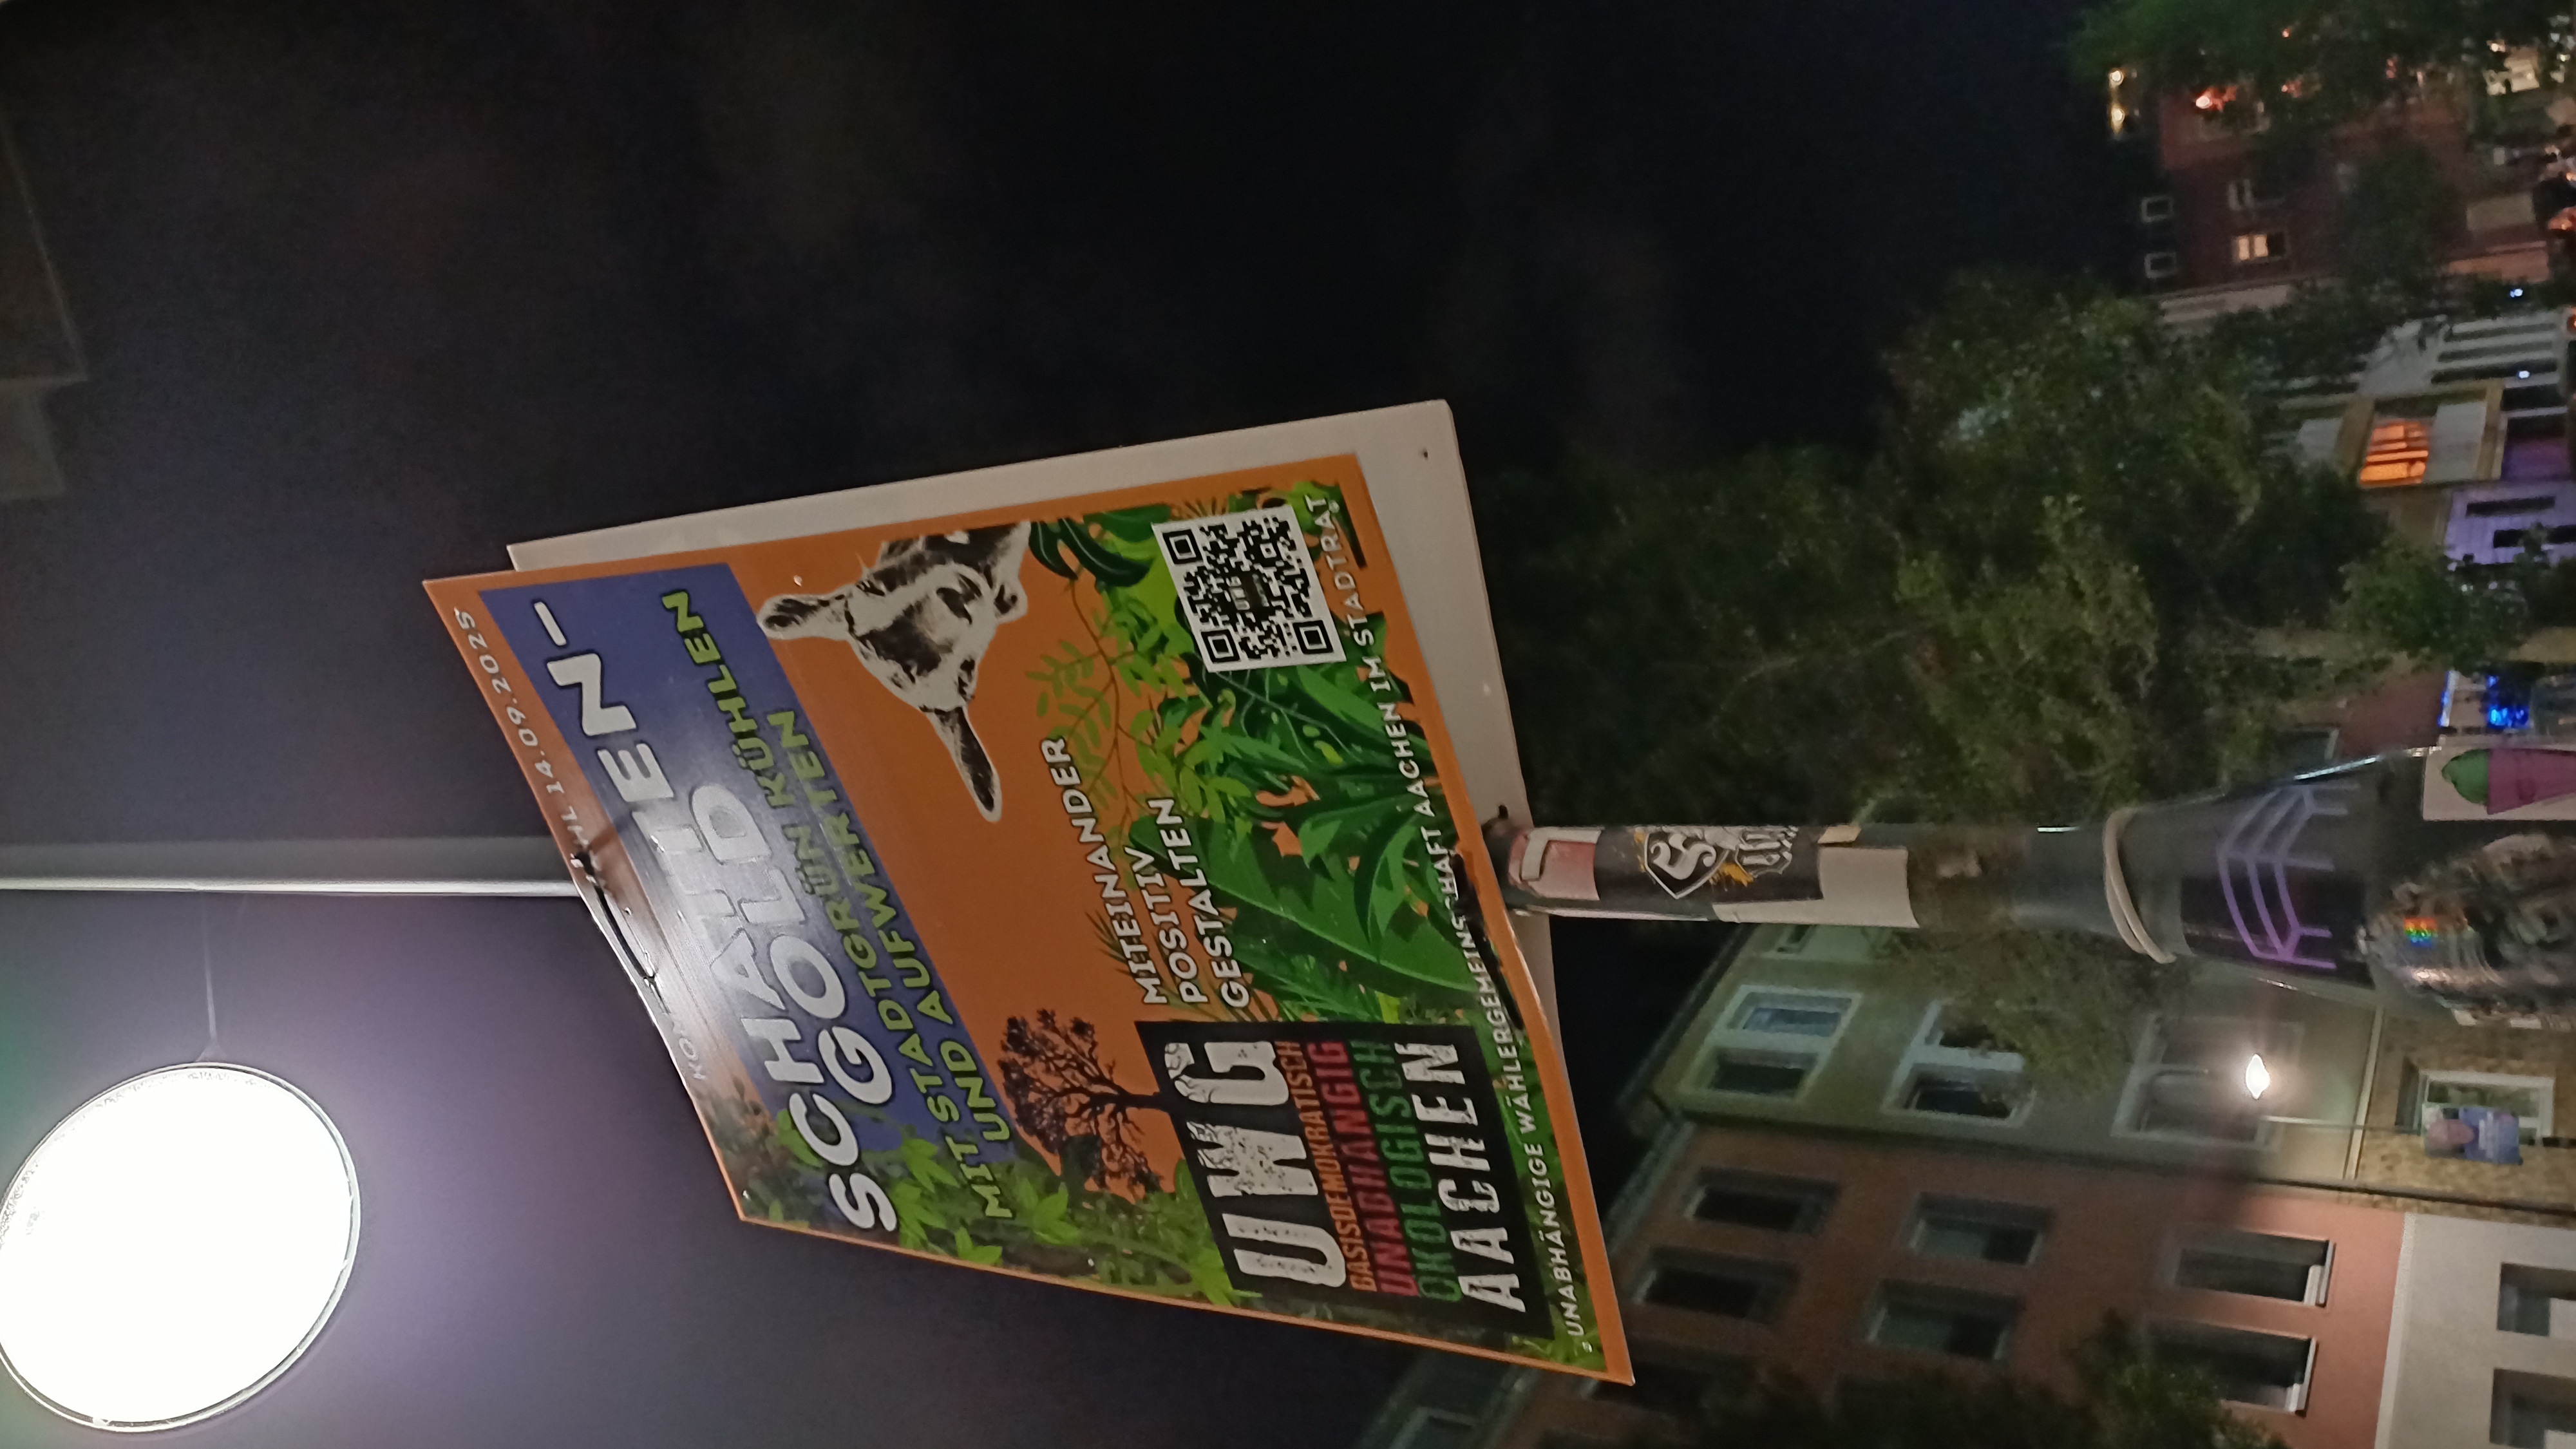 14.09.2025
SCHATTEN-
GOLD
MIT STADTGRÜN KÜHLEN
UND AUFWERTEN
MITEINANDER
POSITIV
GESTALTEN
UWG
BASISDEMOKRATISCH
UNABHÄNGIG
ÖKOLOGISCH
AACHEN
UWG
UNABHÄNGIGE WÄHLERGEMEINSCHAFT AACHEN IM STADTRAT